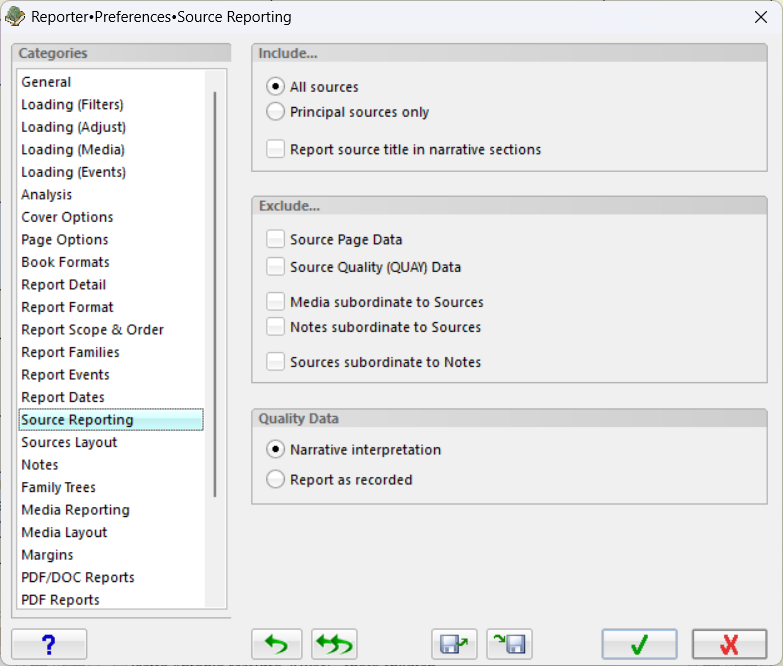 Reporter•Preferences•Source Reporting
Categories
General
Loading (Filters)
Loading (Adjust)
Loading (Media)
Loading (Events)
Analysis
Cover Options
Page Options
Book Formats
Report Detail
Report Format
Report Scope & Order
Report Families
Report Events
Report Dates
Source Reporting
Sources Layout
Notes
Family Trees
Media Reporting
Media Layout
Margins
PDF/DOC Reports
PDF Reports
Include...
All sources
Principal sources only
Report source title in narrative sections
Exclude...
Source Page Data
Source Quality (QUAY) Data
Media subordinate to Sources
Notes subordinate to Sources
Sources subordinate to Notes
Quality Data
Narrative interpretation
Report as recorded
?